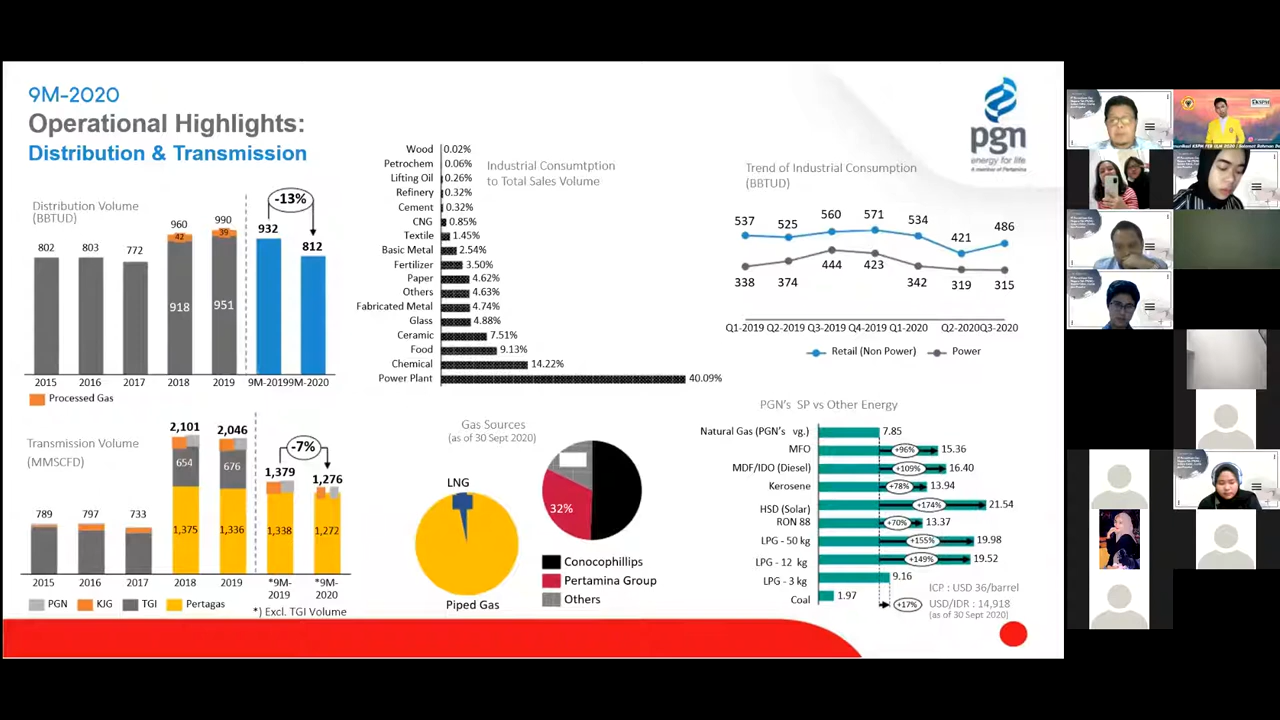 9M-2020
Operational Highlights:
Distribution & Transmission
Distribution Volume
(BBTUD)
-13%
802
803
772
960
42
918
990
39
951
932
812
2015
2016
2017
2018
2019
9M-2019
9M-2020
Processed Gas
Transmission Volume
(MMSCFD)
-7%
789
797
733
2,101
654
1,375
2,046
676
1,336
1,379
1,338
1,276
1,272
2015
2016
2017
2018
2019
*9M-
2019
*9M-
2020
PGN
KJG
TGI
Pertagas
*) Excl. TGI Volume
Industrial Consumtption
to Total Sales Volume
Wood 0.02%
Petrochem 0.06%
Lifting Oil 0.26%
Refinery 0.32%
Cement 0.32%
CNG 0.85%
Textile 1.45%
Basic Metal 2.54%
Fertilizer 3.50%
Paper 4.62%
Others 4.63%
Fabricated Metal 4.74%
Glass 4.88%
Ceramic 7.51%
Food 9.13%
Chemical 14.22%
Power Plant 40.09%
Gas Sources
(as of 30 Sept 2020)
LNG
Piped Gas
32%
Conocophillips
Pertamina Group
Others
pgn
energy for life
A member of Pertamina
Trend of Industrial Consumption
(BBTUD)
537 525 560 571 534 421 486
338 374 444 423 342 319 315
Q1-2019 Q2-2019 Q3-2019 Q4-2019 Q1-2020 Q2-2020 Q3-2020
Retail (Non Power)
Power
PGN's SP vs Other Energy
Natural Gas (PGN's vg.) 7.85
MFO +96% 15.36
MDF/IDO (Diesel) +109% 16.40
Kerosene +78% 13.94
HSD (Solar) +174% 21.54
RON 88 +70% 13.37
LPG - 50 kg +155% 19.98
LPG - 12 kg +149% 19.52
LPG - 3 kg 9.16
Coal 1.97
+17%
ICP : USD 36/barrel
USD/IDR : 14,918
(as of 30 Sept 2020)